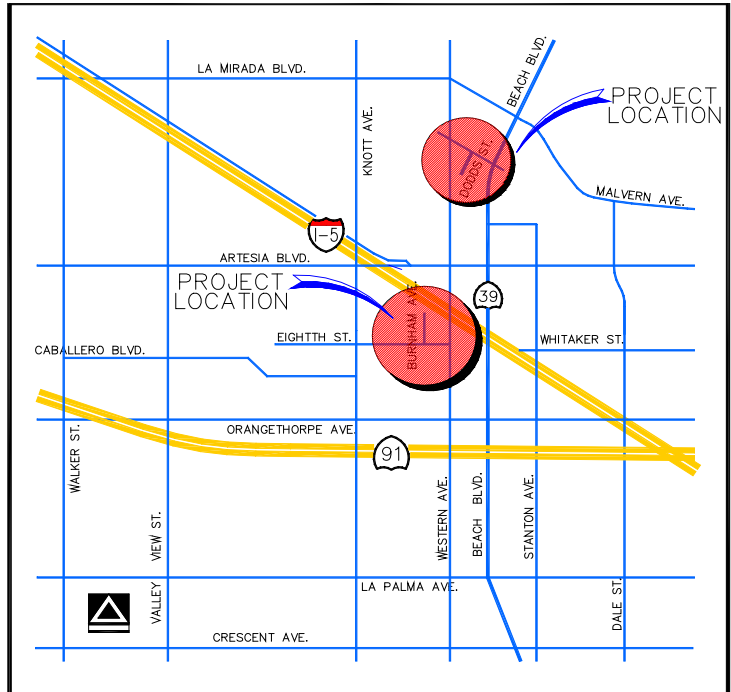 LA MIRADA BLVD.
BEACH BLVD.
PROJECT
LOCATION
KNOTT AVE.
DODDS ST.
MALVERN AVE.
I-5
ARTESIA BLVD.
PROJECT
LOCATION
39
BURNHAM AVE.
EIGHTTH ST.
WHITAKER ST.
CABALLERO BLVD.
ORANGETHORPE AVE.
91
WALKER ST.
VALLEY VIEW ST.
WESTERN AVE.
BEACH BLVD.
STANTON AVE.
DALE ST.
LA PALMA AVE.
CRESCENT AVE.